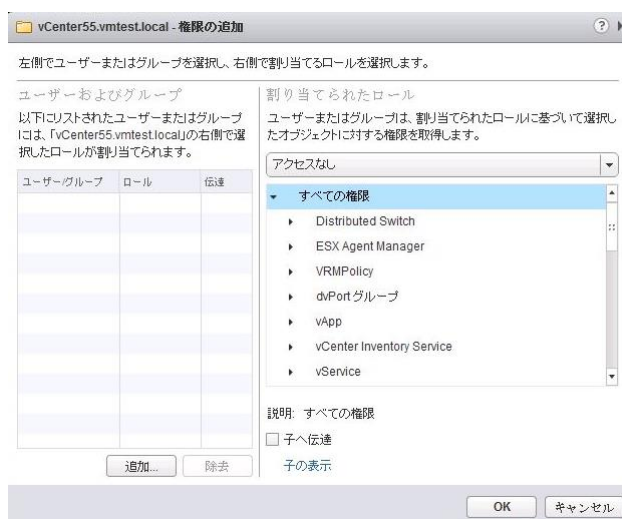 vCenter55.vmtest.local - 権限の追加
左側でユーザーまたはグループを選択し、右側で割り当てるロールを選択します。
ユーザーおよびグループ
以下にリストされたユーザーまたはグループ
には、「vCenter55.vmtest.local」の右側で選
択したロールが割り当てられます。
ユーザー/グループ ロール 伝達
追加... 除去
割り当てられたロール
ユーザーまたはグループは、割り当てられたロールに基づいて選択し
たオブジェクトに対する権限を取得します。
アクセスなし
すべての権限
Distributed Switch
ESX Agent Manager
VRMPolicy
dvPort グループ
vApp
vCenter Inventory Service
vService
説明: すべての権限
子へ伝達
子の表示
OK キャンセル